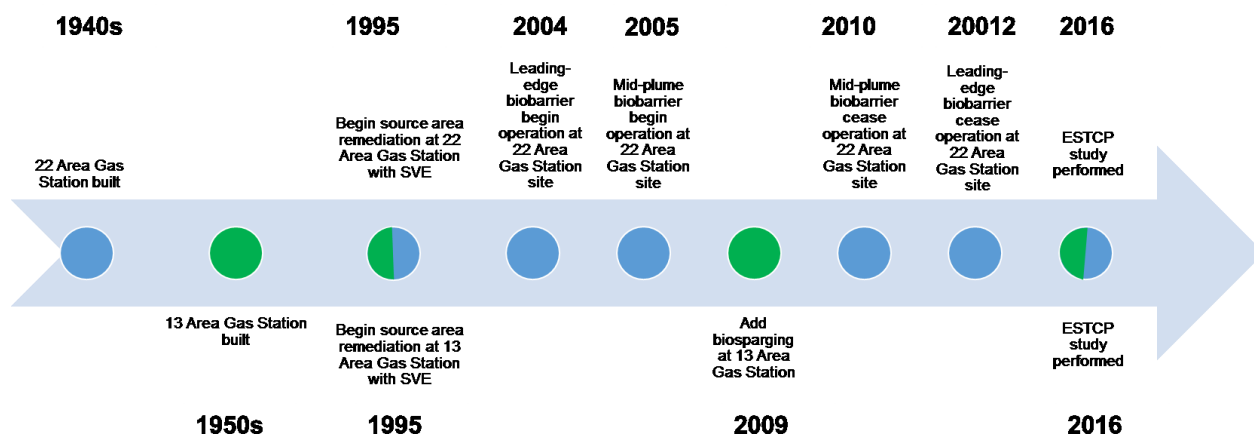 1940s
1995
2004
2005
2010
20012
2016
22 Area Gas
Station built
Begin source area
remediation at 22
Area Gas Station
with SVE
Leading-
edge
biobarrier
begin
operation at
22 Area
Gas Station
site
Mid-plume
biobarrier
begin
operation at
22 Area
Gas Station
site
Mid-plume
biobarrier
cease
operation at
22 Area
Gas Station
site
Leading-
edge
biobarrier
cease
operation at
22 Area
Gas Station
site
ESTCP
study
performed
13 Area Gas Station
built
Begin source area
remediation at 13
Area Gas Station
with SVE
Add
biosparging
at 13 Area
Gas Station
ESTCP
study
performed
1950s
1995
2009
2016